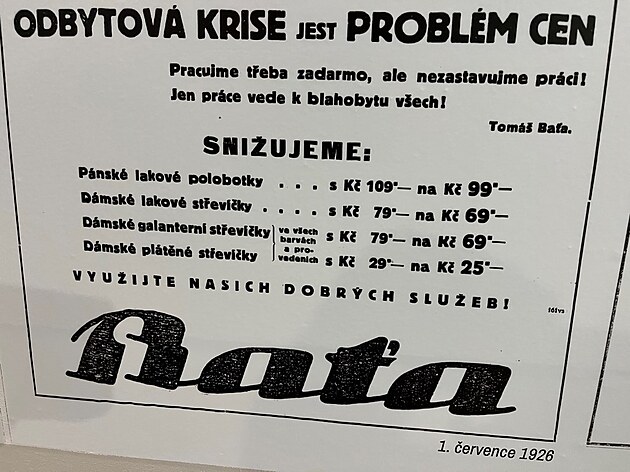 ODBYTOVÁ KRISE JEST PROBLÉM CEN
Pracujme třeba zadarmo, ale nezastavujme práci!
Jen práce vede k blahobytu všech!
Tomáš Baťa.
SNIŽUJEME:
Pánské lakové polobotky . . . s Kč 109·— na Kč 99·—
Dámské lakové střevíčky . . . . s Kč 79·— na Kč 69·—
Dámské galanterní střevíčky ve všech barvách a pro- vedeních s Kč 79·— na Kč 69·—
Dámské plátěné střevíčky s Kč 29·— na Kč 25·—
VYUŽIJTE NASICH DOBRÝCH SLUŽEB!
Baťa
1. července 1926